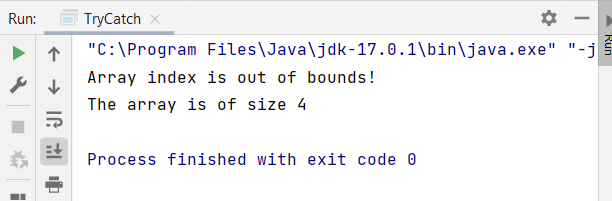 Run: TryCatch
"C:\Program Files\Java\jdk-17.0.1\bin\java.exe" "-j
Array index is out of bounds!
The array is of size 4
Process finished with exit code 0
Run